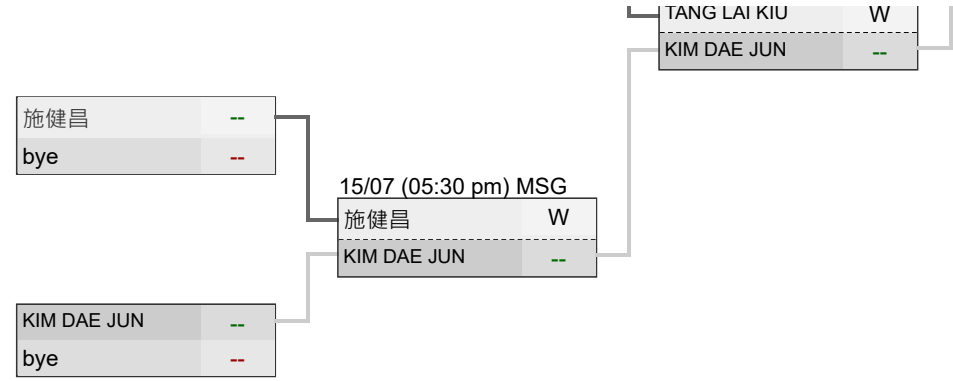 TANG LAI KIU W
KIM DAE JUN --
施健昌 --
bye --
15/07 (05:30 pm) MSG
施健昌 W
KIM DAE JUN --
KIM DAE JUN --
bye --